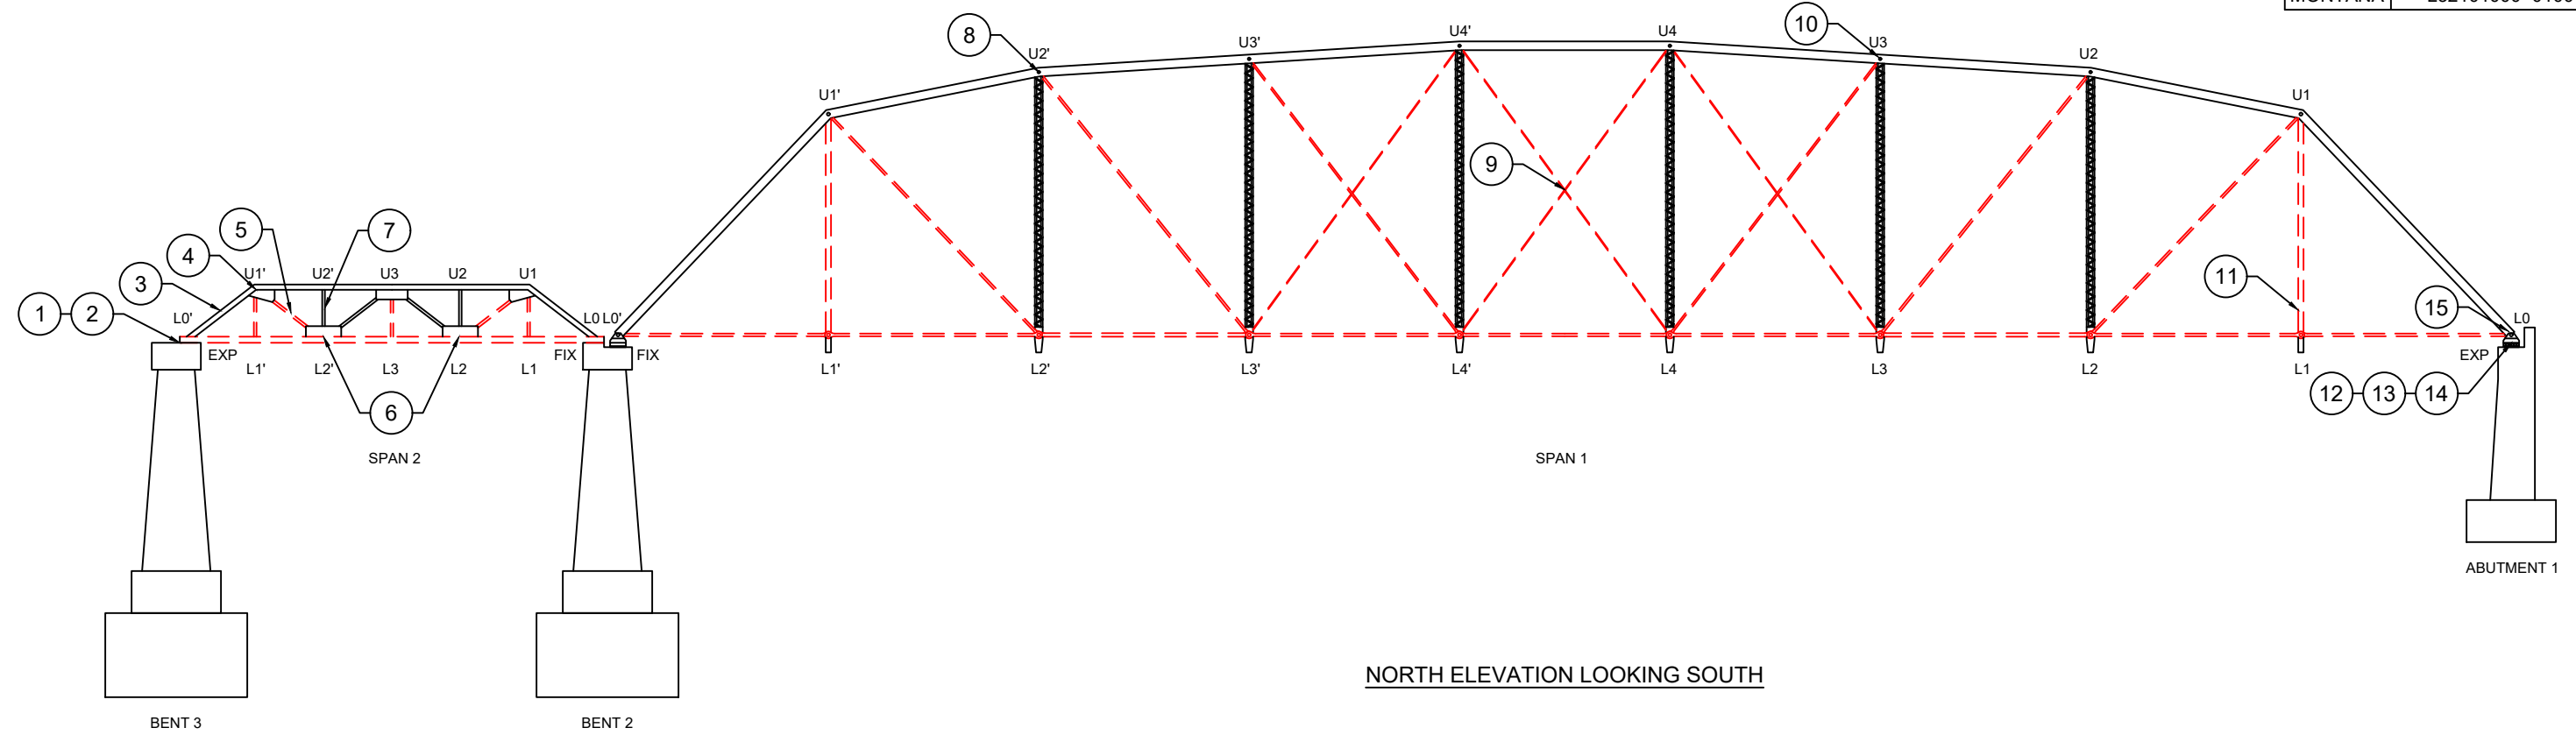 MONTANA
8
10
U4'
U4
U3'
U3
U2'
U2
U1'
U1
9
5
7
4
3
11
U1'
U2'
U3
U2
U1
1
2
15
L0'
L0
L0'
L0
EXP
FIX
FIX
EXP
L1'
L2'
L3
L2
L1
L1'
L2'
L3'
L4'
L4
L3
L2
L1
6
12
13
14
SPAN 2
SPAN 1
ABUTMENT 1
NORTH ELEVATION LOOKING SOUTH
BENT 3
BENT 2